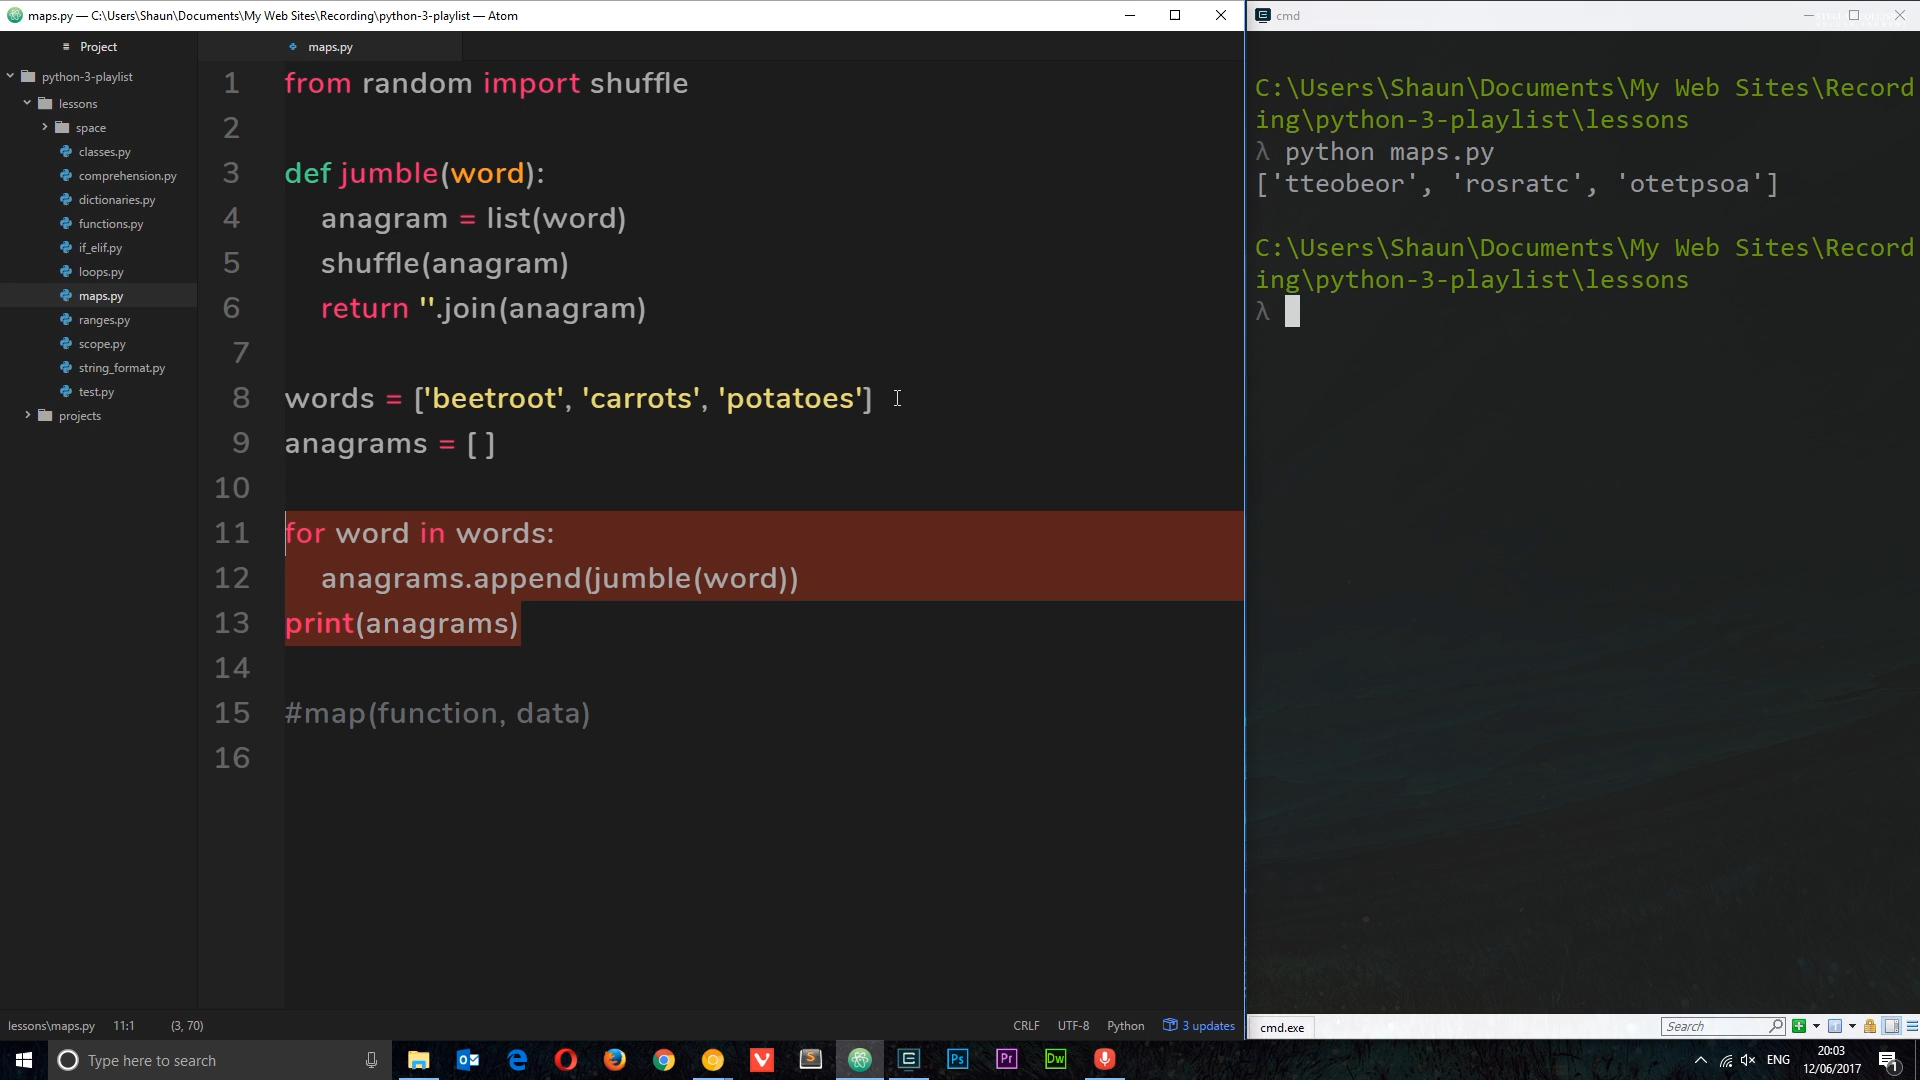 maps.py — C:\Users\Shaun\Documents\My Web Sites\Recording\python-3-playlist — Atom
Project
python-3-playlist
lessons
space
classes.py
comprehension.py
dictionaries.py
functions.py
if_elif.py
loops.py
maps.py
ranges.py
scope.py
string_format.py
test.py
projects
maps.py
1 from random import shuffle
2
3 def jumble(word):
4 anagram = list(word)
5 shuffle(anagram)
6 return ''.join(anagram)
7
8 words = ['beetroot', 'carrots', 'potatoes']
9 anagrams = [ ]
10
11 for word in words:
12 anagrams.append(jumble(word))
13 print(anagrams)
14
15 #map(function, data)
16
lessons\maps.py 11:1 (3, 70)
CRLF UTF-8 Python 3 updates
cmd
C:\Users\Shaun\Documents\My Web Sites\Record
ing\python-3-playlist\lessons
λ python maps.py
['tteobeor', 'rosratc', 'otetpsoa']
C:\Users\Shaun\Documents\My Web Sites\Record
ing\python-3-playlist\lessons
λ
cmd.exe
Search
Type here to search
Ps
Pr
Dw
ENG
20:03
12/06/2017
1